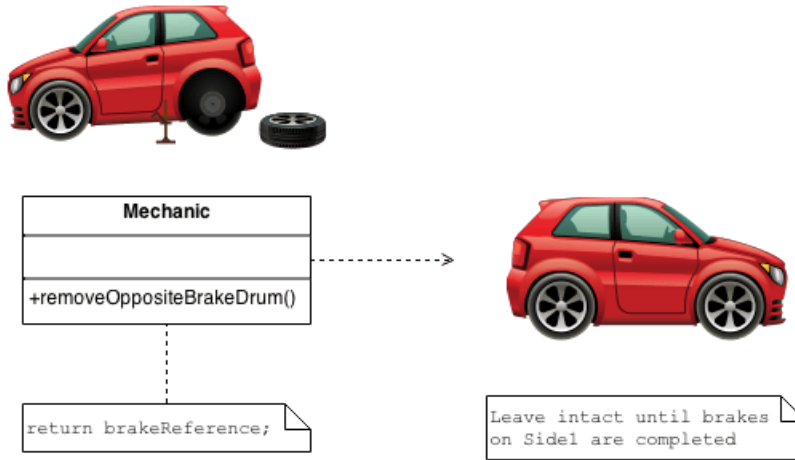 Mechanic
+removeOppositeBrakeDrum()
return brakeReference;
Leave intact until brakes
on Side1 are completed